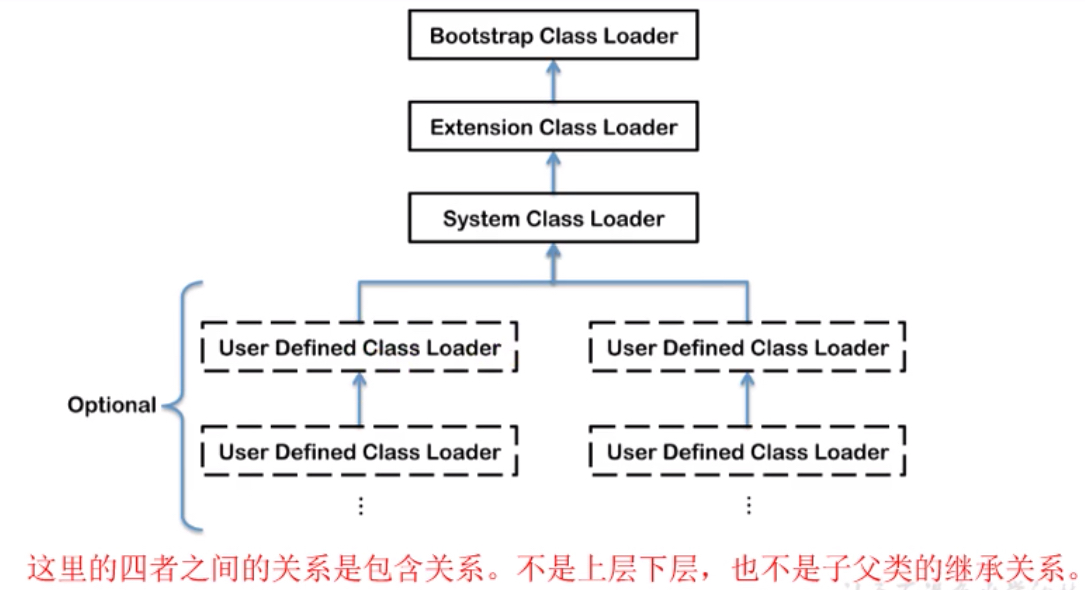 Bootstrap Class Loader
Extension Class Loader
System Class Loader
User Defined Class Loader
User Defined Class Loader
Optional
User Defined Class Loader
User Defined Class Loader
⋮
⋮
这里的四者之间的关系是包含关系。不是上层下层，也不是子父类的继承关系。